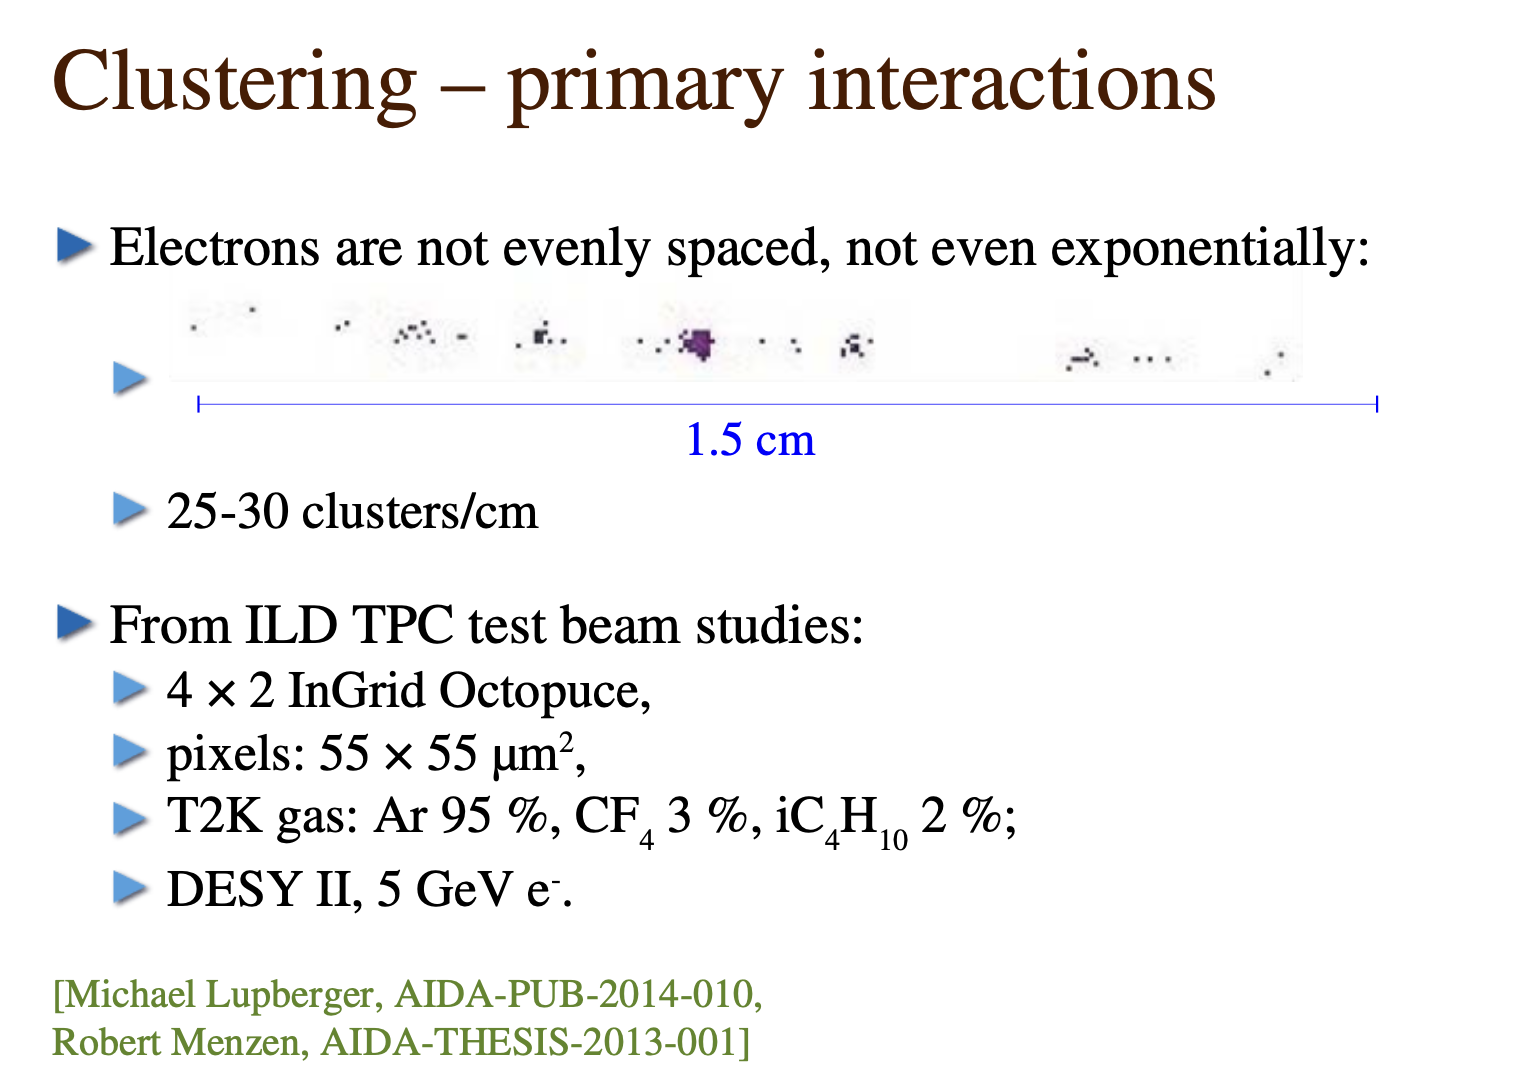 Clustering – primary interactions
Electrons are not evenly spaced, not even exponentially:
1.5 cm
25-30 clusters/cm
From ILD TPC test beam studies:
4 × 2 InGrid Octopuce,
pixels: 55 × 55 µm²,
T2K gas: Ar 95 %, CF₄ 3 %, iC₄H₁₀ 2 %;
DESY II, 5 GeV e⁻.
[Michael Lupberger, AIDA-PUB-2014-010,
Robert Menzen, AIDA-THESIS-2013-001]